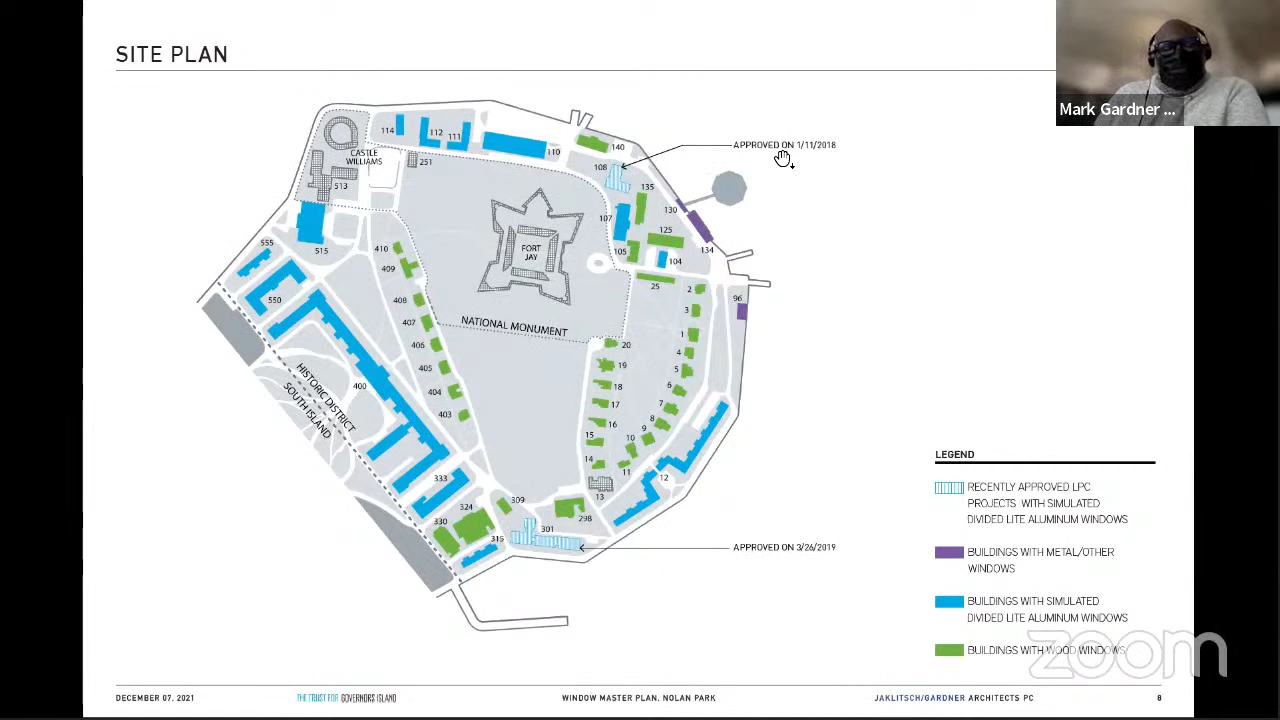 SITE PLAN
Mark Gardner ...
114
112
111
110
140
APPROVED ON 1/11/2018
CASTLE
WILLIAMS
251
108
513
135
107
130
125
134
105
104
555
515
410
FORT
JAY
409
25
2
96
550
408
3
407
NATIONAL MONUMENT
1
406
20
4
405
19
5
HISTORIC DISTRICT
SOUTH ISLAND
400
404
18
6
403
17
7
16
8
9
15
10
14
11
12
13
333
309
324
298
330
301
315
APPROVED ON 3/26/2019
LEGEND
RECENTLY APPROVED LPC
PROJECTS WITH SIMULATED
DIVIDED LITE ALUMINUM WINDOWS
BUILDINGS WITH METAL/OTHER
WINDOWS
BUILDINGS WITH SIMULATED
DIVIDED LITE ALUMINUM WINDOWS
BUILDINGS WITH WOOD WINDOWS
zoom
DECEMBER 07, 2021
THE TRUST FOR GOVERNORS ISLAND
WINDOW MASTER PLAN, NOLAN PARK
JAKLITSCH/GARDNER ARCHITECTS PC
8